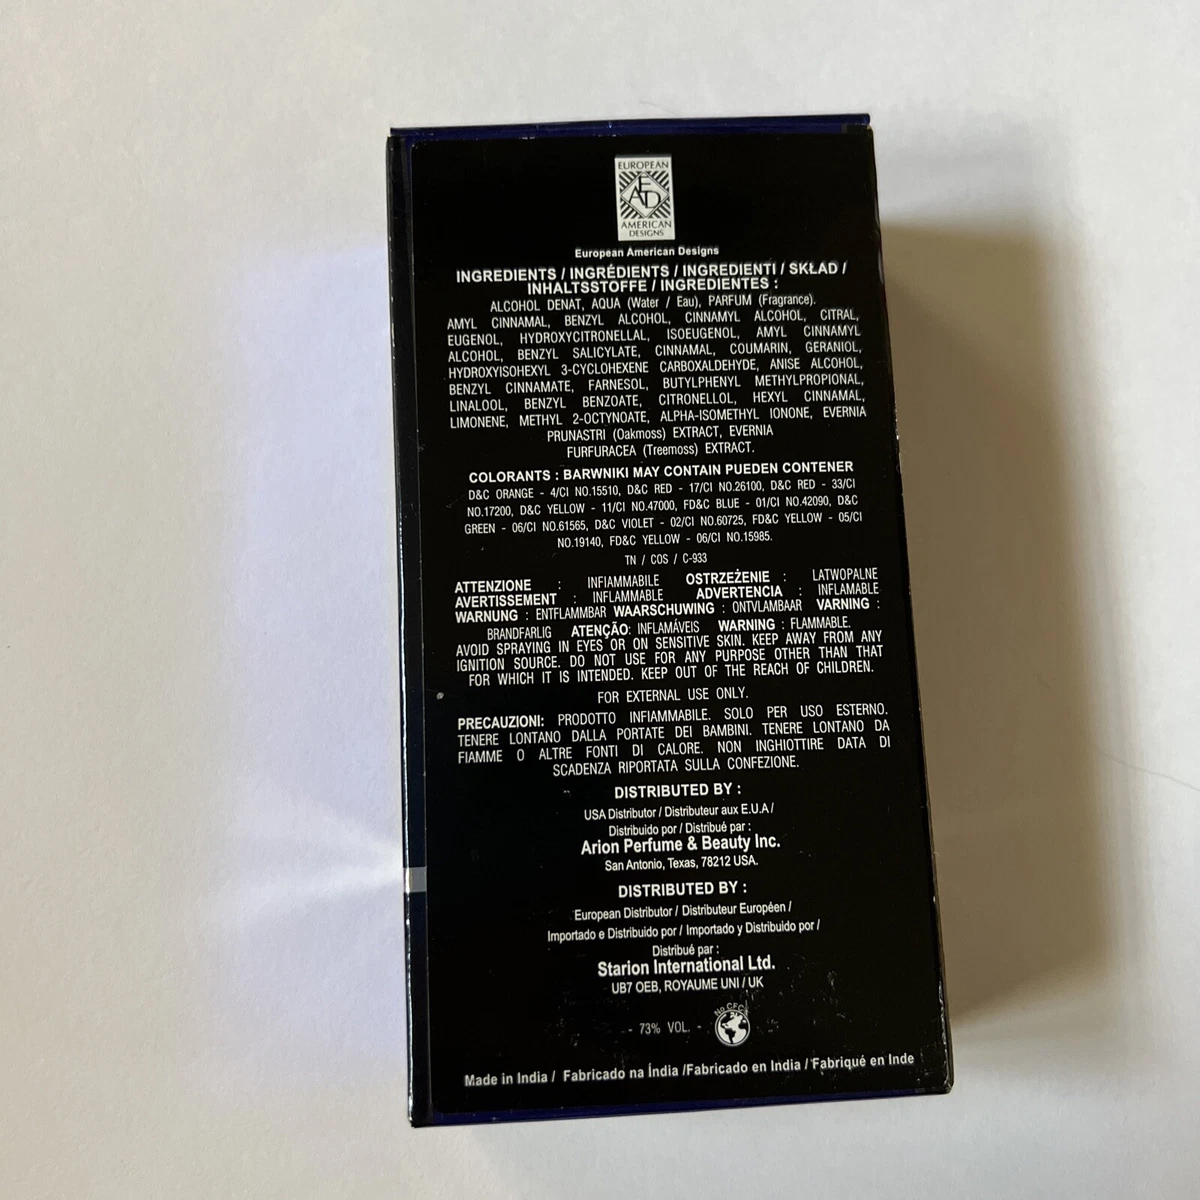 EUROPEAN
AED
AMERICAN
DESIGNS
European American Designs
INGREDIENTS / INGRÉDIENTS / INGREDIENTI / SKŁAD /
INHALTSSTOFFE / INGREDIENTES :
ALCOHOL DENAT, AQUA (Water / Eau), PARFUM (Fragrance).
AMYL CINNAMAL, BENZYL ALCOHOL, CINNAMYL ALCOHOL, CITRAL,
EUGENOL, HYDROXYCITRONELLAL, ISOEUGENOL, AMYL CINNAMYL
ALCOHOL, BENZYL SALICYLATE, CINNAMAL, COUMARIN, GERANIOL,
HYDROXYISOHEXYL 3-CYCLOHEXENE CARBOXALDEHYDE, ANISE ALCOHOL,
BENZYL CINNAMATE, FARNESOL, BUTYLPHENYL METHYLPROPIONAL,
LINALOOL, BENZYL BENZOATE, CITRONELLOL, HEXYL CINNAMAL,
LIMONENE, METHYL 2-OCTYNOATE, ALPHA-ISOMETHYL IONONE, EVERNIA
PRUNASTRI (Oakmoss) EXTRACT, EVERNIA
FURFURACEA (Treemoss) EXTRACT.
COLORANTS : BARWNIKI MAY CONTAIN PUEDEN CONTENER
D&C ORANGE - 4/CI NO.15510, D&C RED - 17/CI NO.26100, D&C RED - 33/CI
NO.17200, D&C YELLOW - 11/CI NO.47000, FD&C BLUE - 01/CI NO.42090, D&C
GREEN - 06/CI NO.61565, D&C VIOLET - 02/CI NO.60725, FD&C YELLOW - 05/CI
NO.19140, FD&C YELLOW - 06/CI NO.15985.
TN / COS / C-933
ATTENZIONE : INFIAMMABILE OSTRZEŻENIE : LATWOPALNE
AVERTISSEMENT : INFLAMMABLE ADVERTENCIA : INFLAMABLE
WARNUNG : ENTFLAMMBAR WAARSCHUWING : ONTVLAMBAAR VARNING :
BRANDFARLIG ATENÇÃO: INFLAMÁVEIS WARNING : FLAMMABLE.
AVOID SPRAYING IN EYES OR ON SENSITIVE SKIN. KEEP AWAY FROM ANY
IGNITION SOURCE. DO NOT USE FOR ANY PURPOSE OTHER THAN THAT
FOR WHICH IT IS INTENDED. KEEP OUT OF THE REACH OF CHILDREN.
FOR EXTERNAL USE ONLY.
PRECAUZIONI: PRODOTTO INFIAMMABILE. SOLO PER USO ESTERNO.
TENERE LONTANO DALLA PORTATE DEI BAMBINI. TENERE LONTANO DA
FIAMME O ALTRE FONTI DI CALORE. NON INGHIOTTIRE DATA DI
SCADENZA RIPORTATA SULLA CONFEZIONE.
DISTRIBUTED BY :
USA Distributor / Distributeur aux E.U.A /
Distribuido por / Distribué par :
Arion Perfume & Beauty Inc.
San Antonio, Texas, 78212 USA.
DISTRIBUTED BY :
European Distributor / Distributeur Européen /
Importado e Distribuido por / Importado y Distribuido por /
Distribué par :
Starion International Ltd.
UB7 OEB, ROYAUME UNI / UK
- 73% VOL. -
No CFCs
Made in India / Fabricado na Índia /Fabricado en India / Fabriqué en Inde